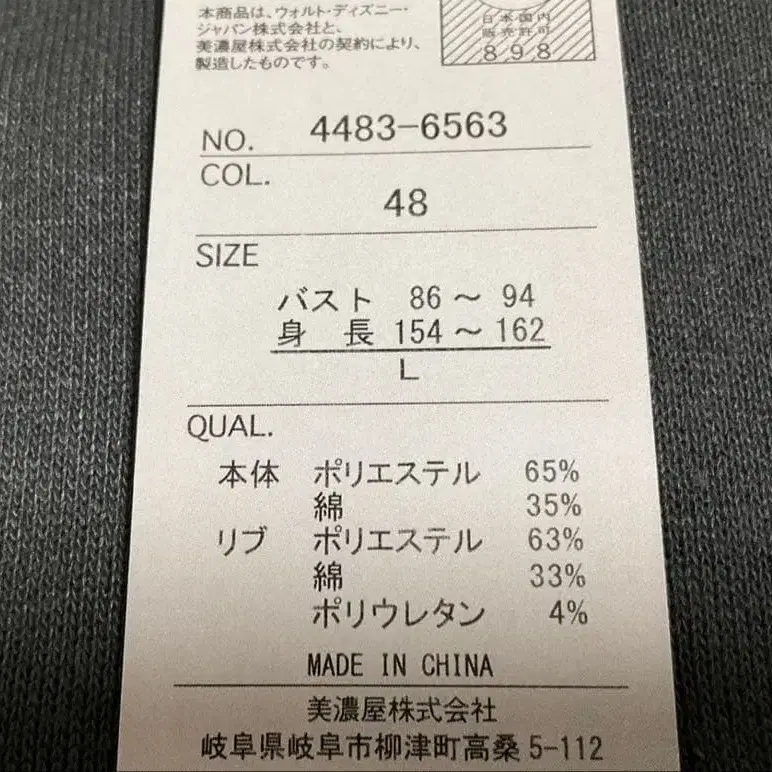 本商品は、ウォルト・ディズニー・
ジャパン株式会社と、
美濃屋株式会社の契約により、
製造したものです。
日本国内
販売許可
898
NO. 4483-6563
COL.
48
SIZE
バスト 86～ 94
身 長 154～162
L
QUAL.
本体 ポリエステル 65%
綿 35%
リブ ポリエステル 63%
綿 33%
ポリウレタン 4%
MADE IN CHINA
美濃屋株式会社
岐阜県岐阜市柳津町高桑5-112